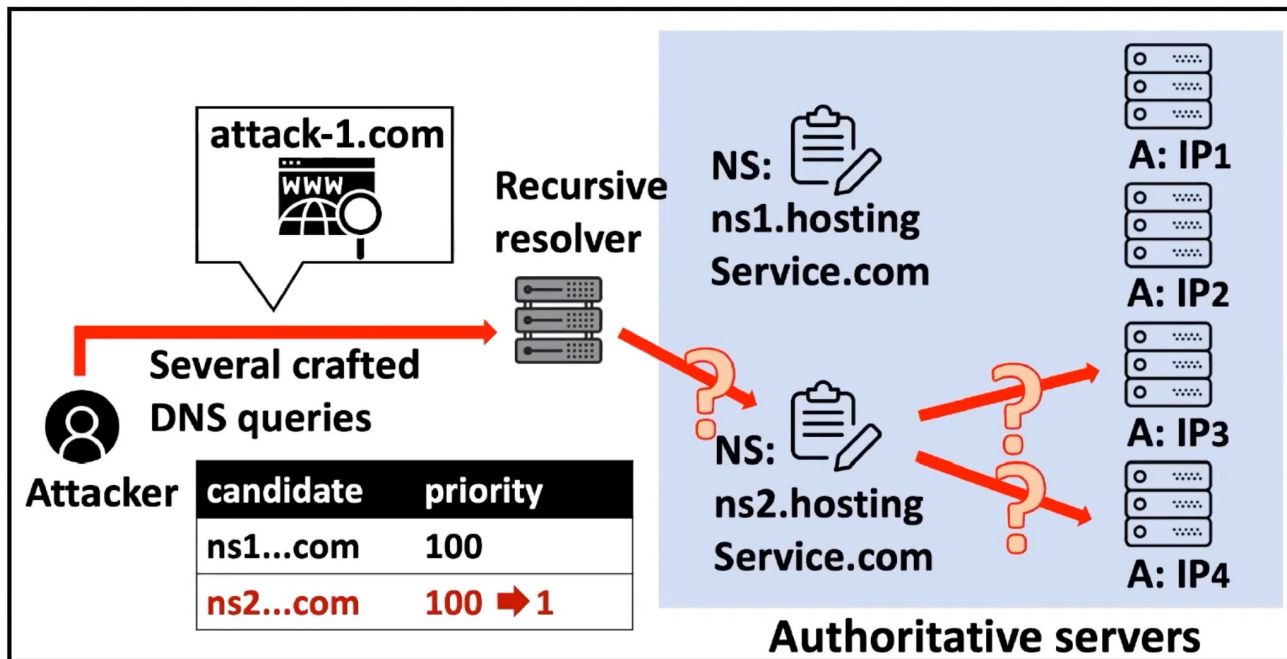 attack-1.com
WWW
Recursive
resolver
Several crafted
DNS queries
Attacker
candidate priority
ns1...com 100
ns2...com 100 ➡ 1
NS:
ns1.hosting
Service.com
?
NS:
ns2.hosting
Service.com
?
?
A: IP1
A: IP2
A: IP3
A: IP4
Authoritative servers